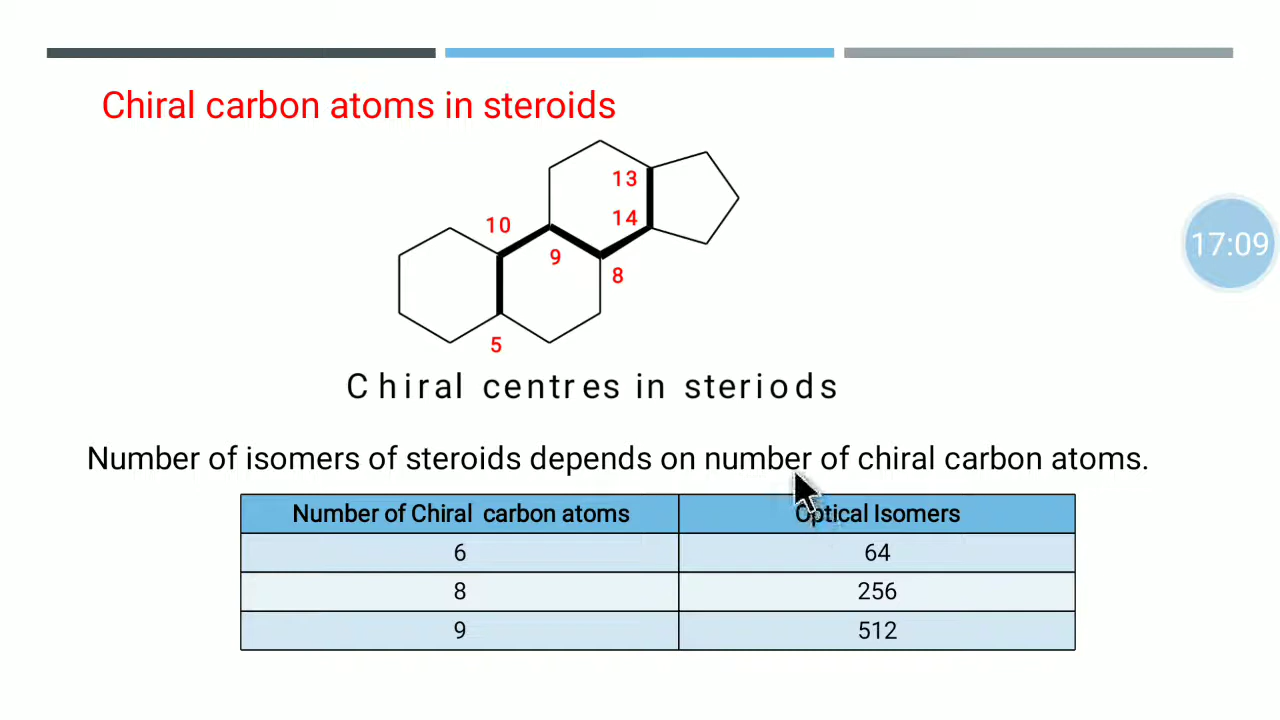 Chiral carbon atoms in steroids
13
14
10
9
8
5
Chiral centres in steriods
17:09
Number of isomers of steroids depends on number of chiral carbon atoms.
Number of Chiral carbon atoms Optical Isomers
6 64
8 256
9 512